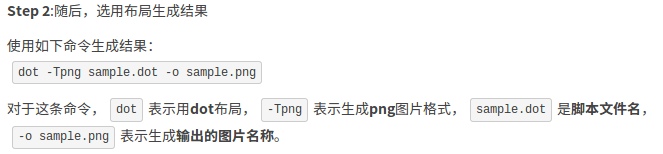 Step 2:随后，选用布局生成结果
使用如下命令生成结果：
dot -Tpng sample.dot -o sample.png
对于这条命令， dot 表示用dot布局， -Tpng 表示生成png图片格式， sample.dot 是脚本文件名，
-o sample.png 表示生成输出的图片名称。